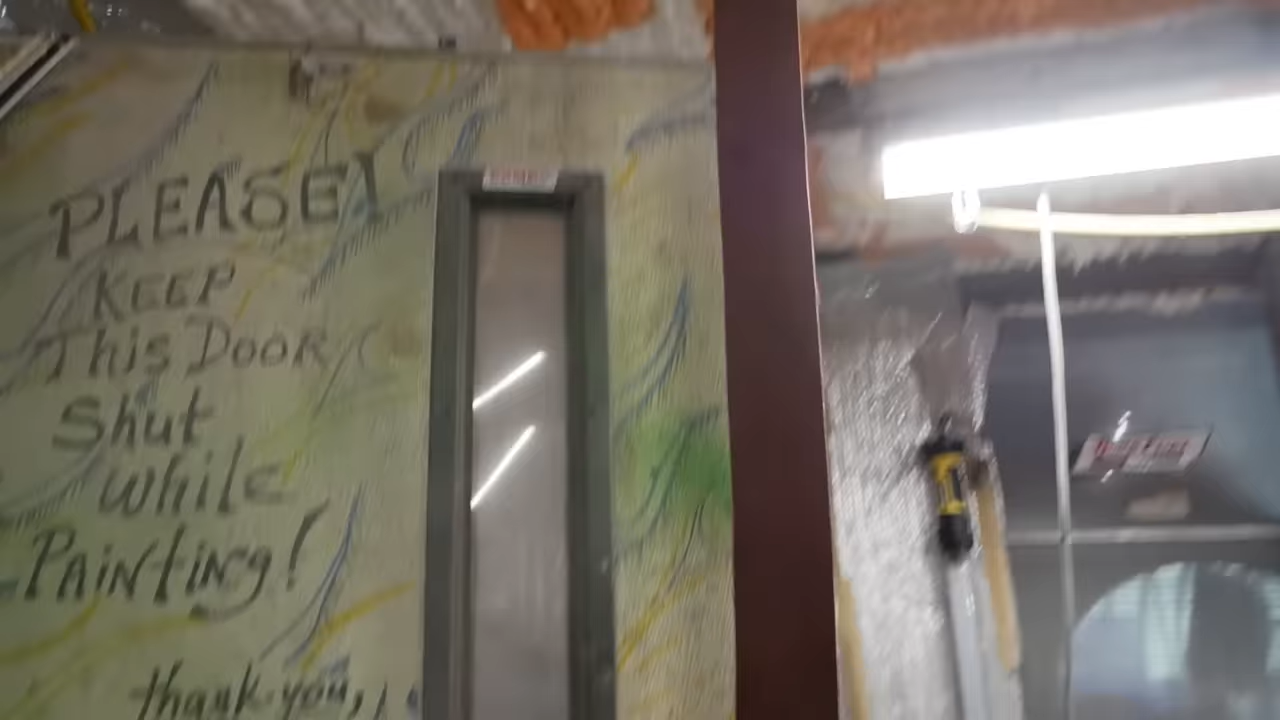 PLEASE!
KEEP
This Door
Shut
while
PAinting!
thank you,